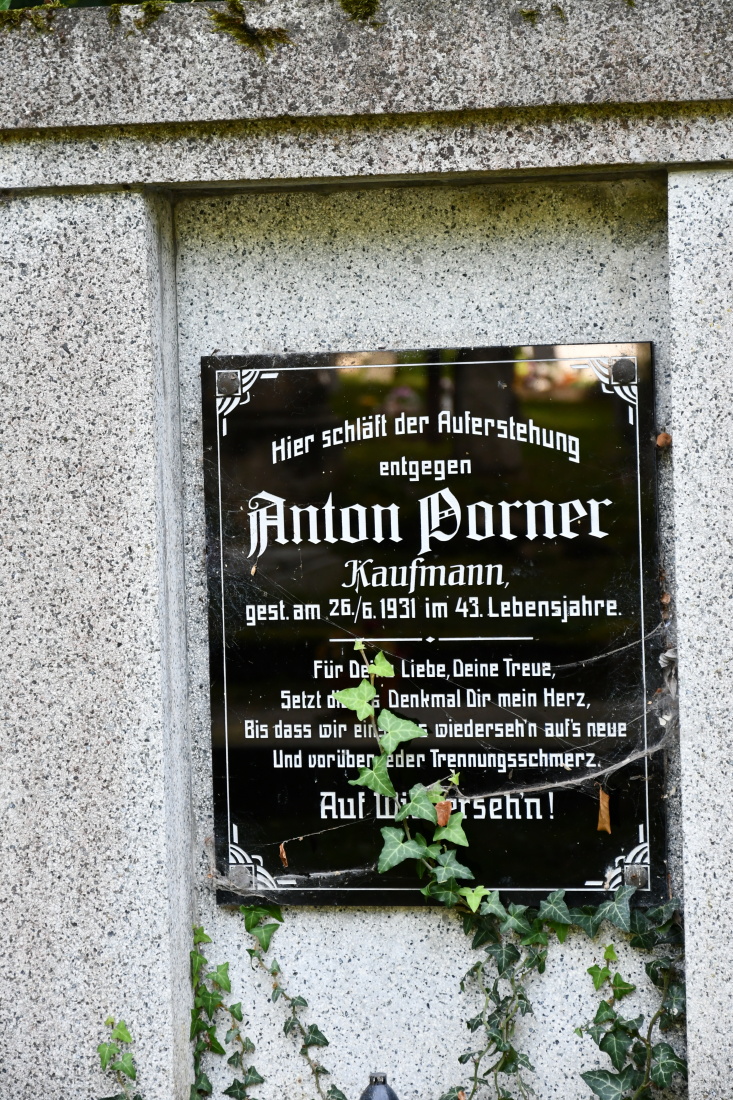 Hier schläft der Auferstehung
entgegen
Anton Porner
Kaufmann,
gest. am 26./6. 1931 im 43. Lebensjahre.
Für Liebe, Deine Treue,
Setzt Denkmal Dir mein Herz,
Bis dass wir wiederseh'n auf's neue
Und vorüber Trennungsschmerz.
Auf !